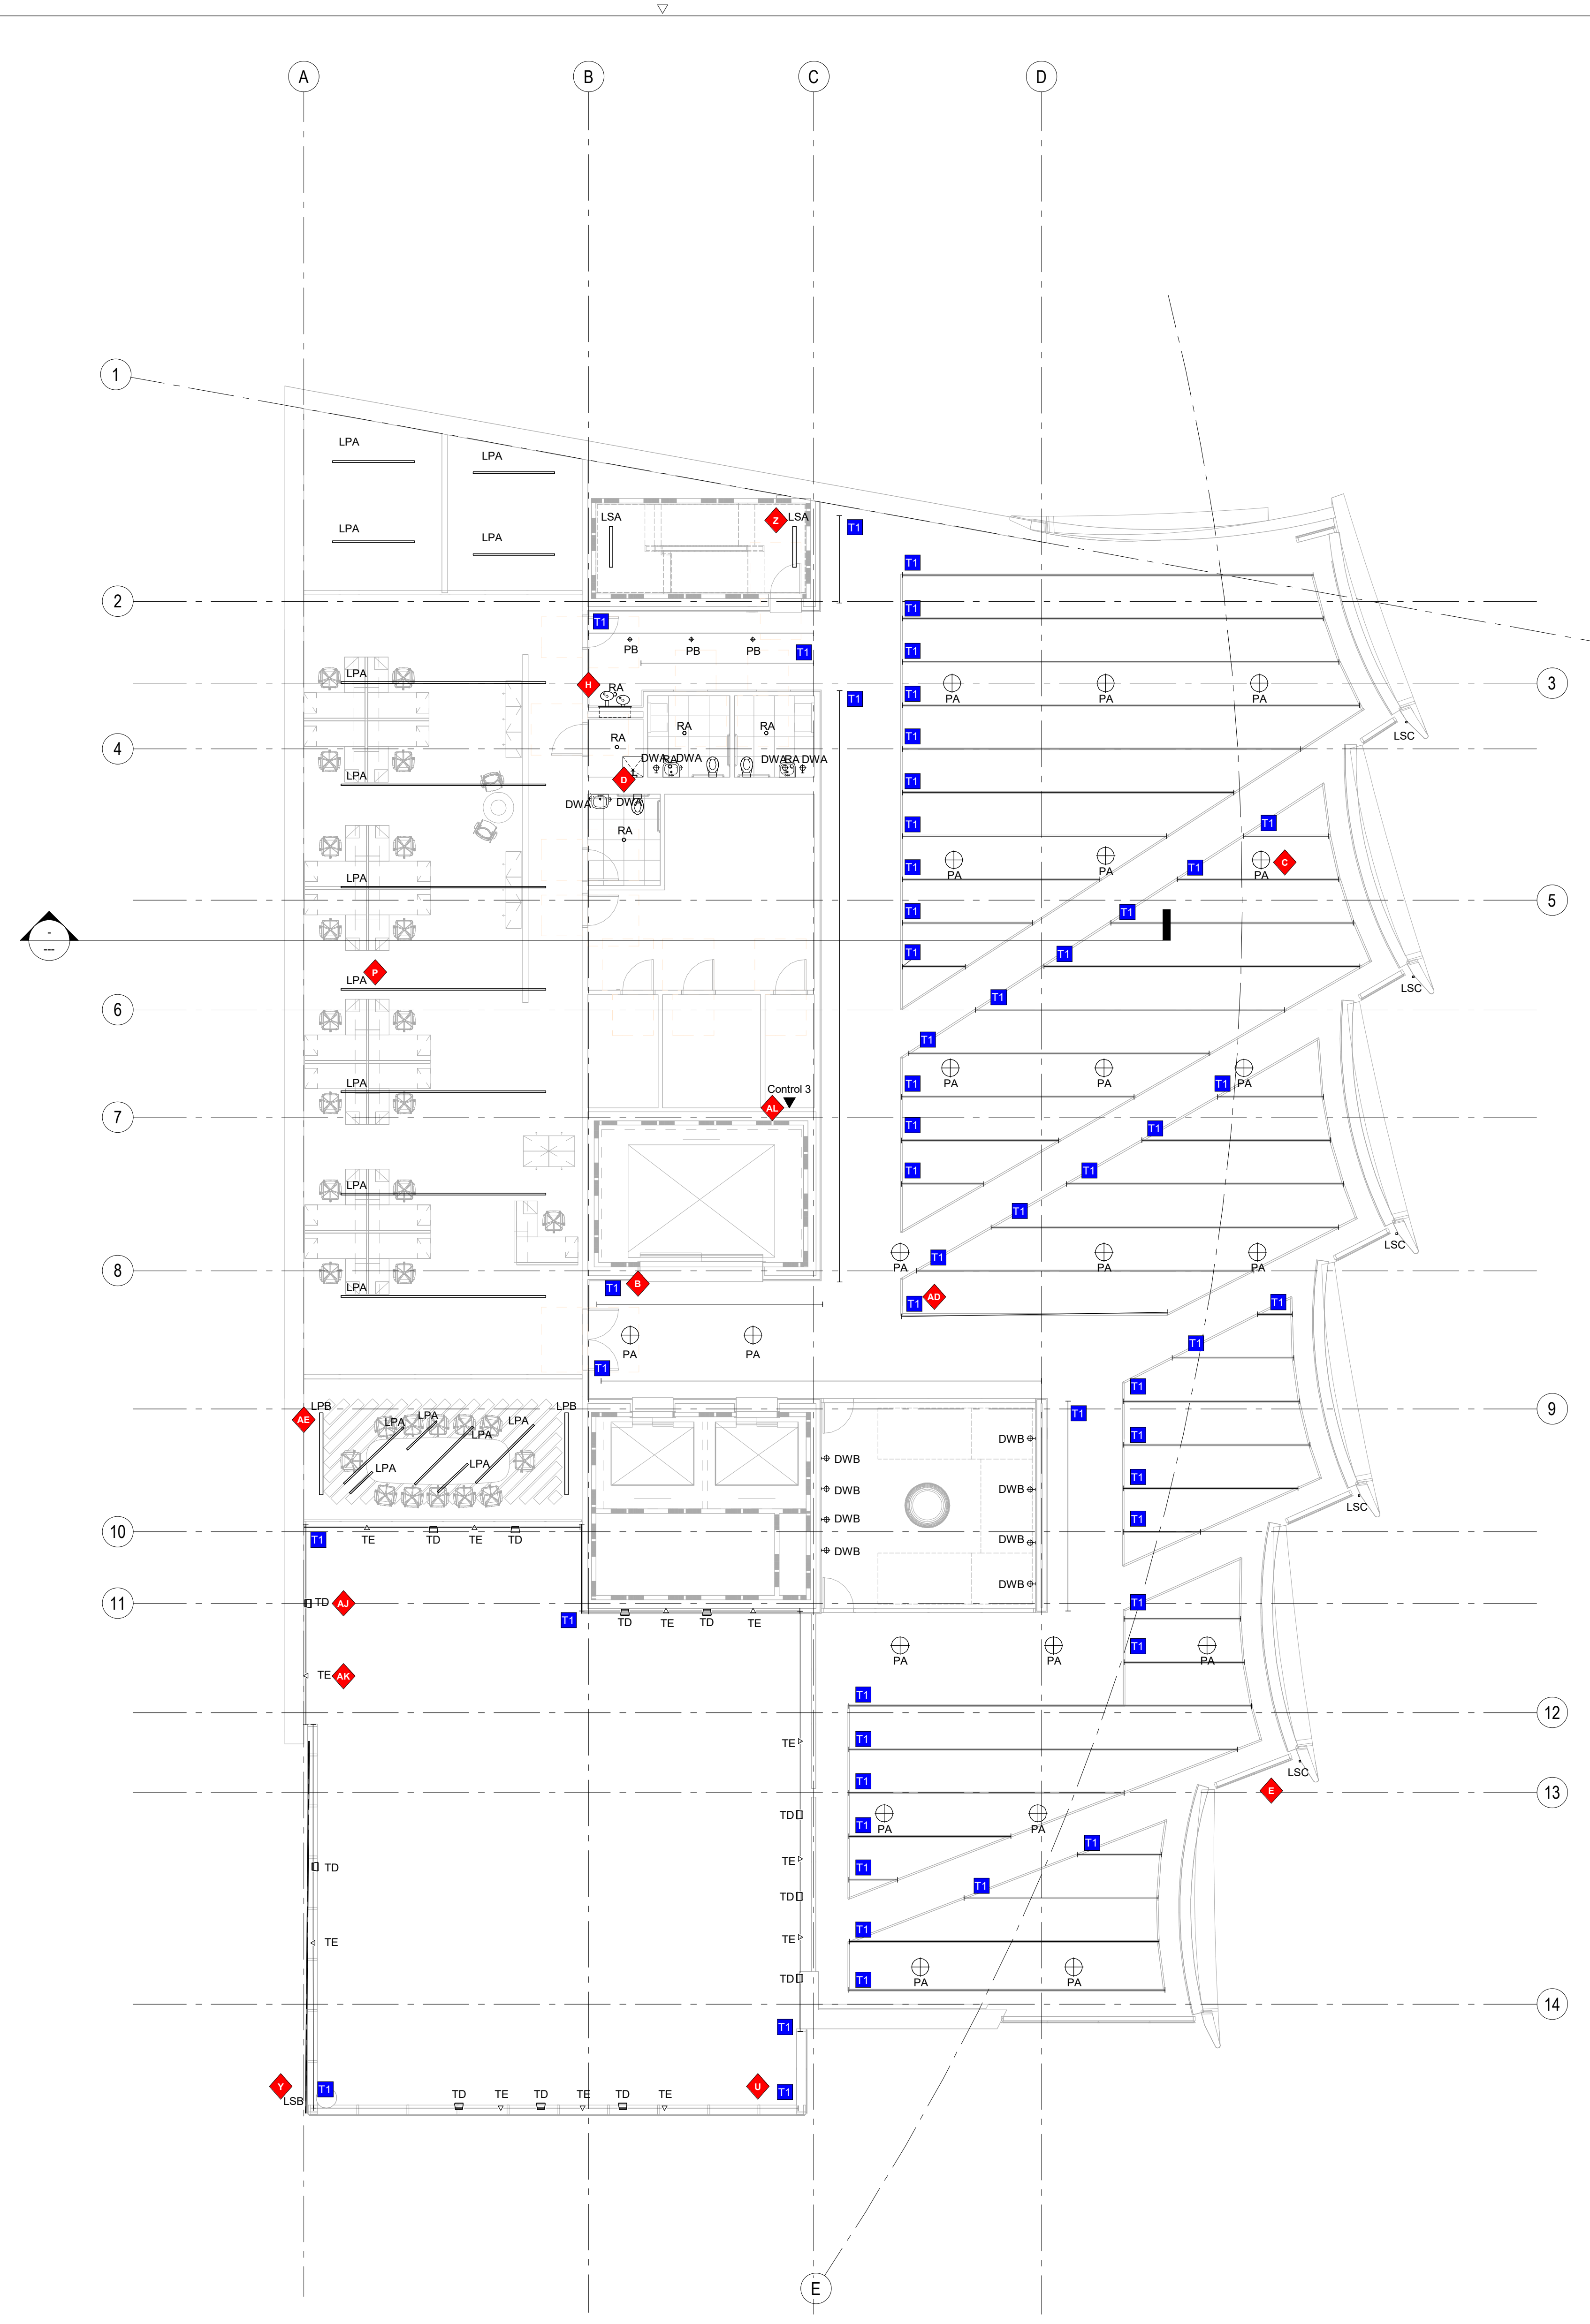 A B C D
1
LPA
LPA
LPA LPA
LSA Z LSA T1
T1
2
T1 T1
PB PB PB T1
T1
LPA H RA T1 PA PA PA 3
T1
RA RA LSC
4 RA T1
DWA RA DWA DWA RA DWA
LPA D T1
DWA DWA
RA T1 T1
PA PA PA C
LPA T1 T1
5
T1 T1
-
---
T1 T1
P
LPA LSC
T1
6
T1
PA PA PA
LPA Control 3 T1 T1
AL
7
T1 T1
T1 T1
LPA
T1
LSC
PA PA PA
T1
8
T1 B
LPA AD T1 T1
PA PA T1
T1
T1
AE LPB LPB T1 9
LPA LPA LPA
LPA T1
DWB
DWB
LPA LPA
T1
DWB DWB
LSC
DWB T1
10
T1 TE TD TE TD DWB
DWB
DWB
11 TD AJ T1
T1 TD TE TD TE
T1
PA PA PA
TE AK
T1
12
TE T1
LSC
T1
E 13
TD PA PA
T1
T1
TE T1
TD
TD T1
T1
TE
TE
TD PA PA T1
14
T1
Y T1 U T1
LSB TD TE TD TE TD TE
E